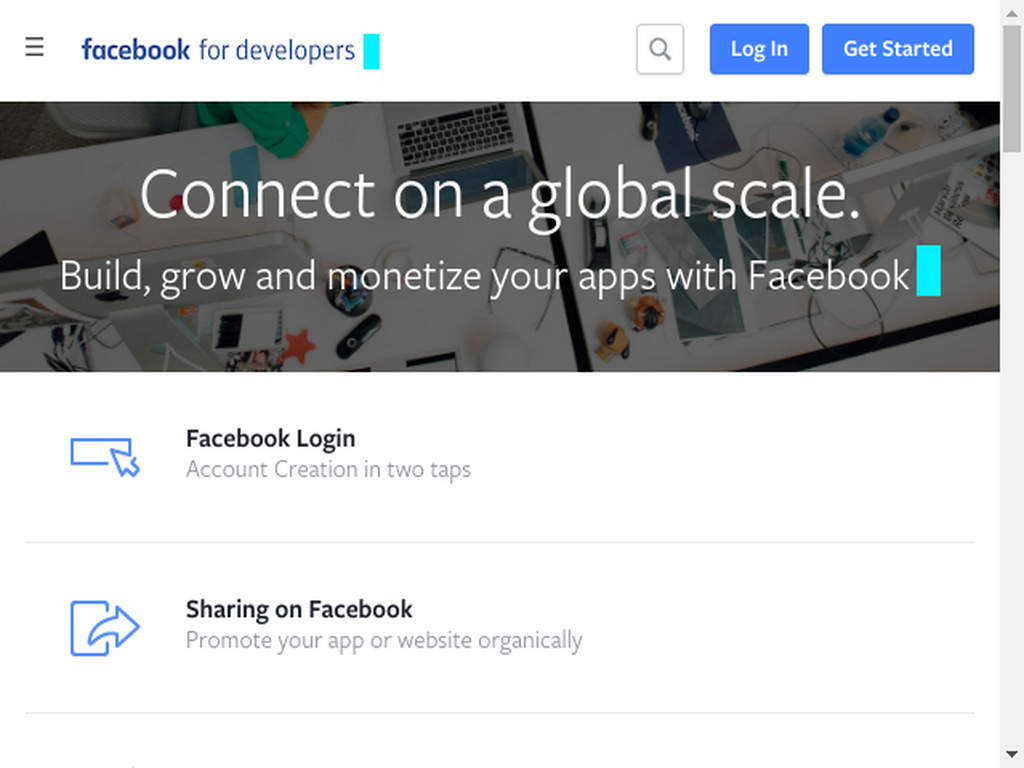 facebook for developers
Log In
Get Started
Connect on a global scale.
Build, grow and monetize your apps with Facebook
Facebook Login
Account Creation in two taps
Sharing on Facebook
Promote your app or website organically